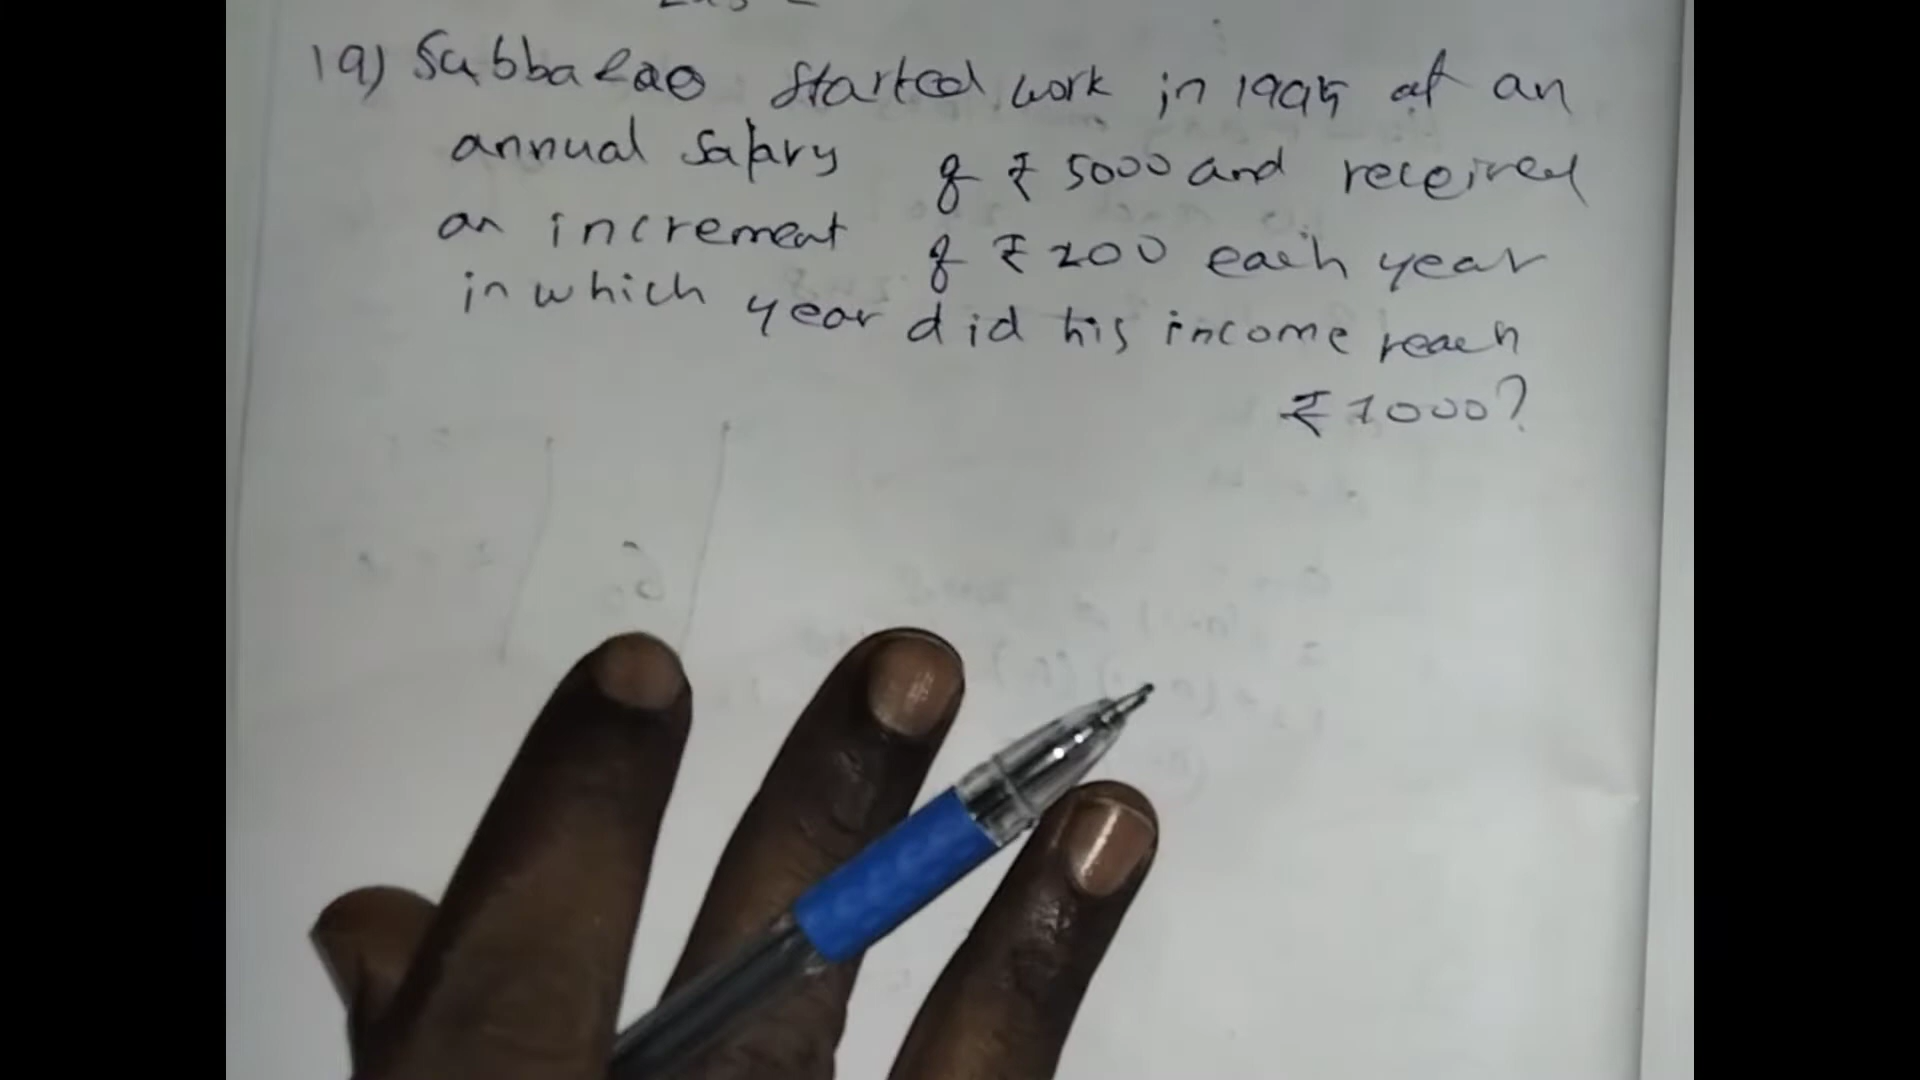 19) Subbarao started work in 1995 at an
annual salary of ₹ 5000 and received
an increment of ₹ 200 each year
in which year did his income reach
₹ 7000?